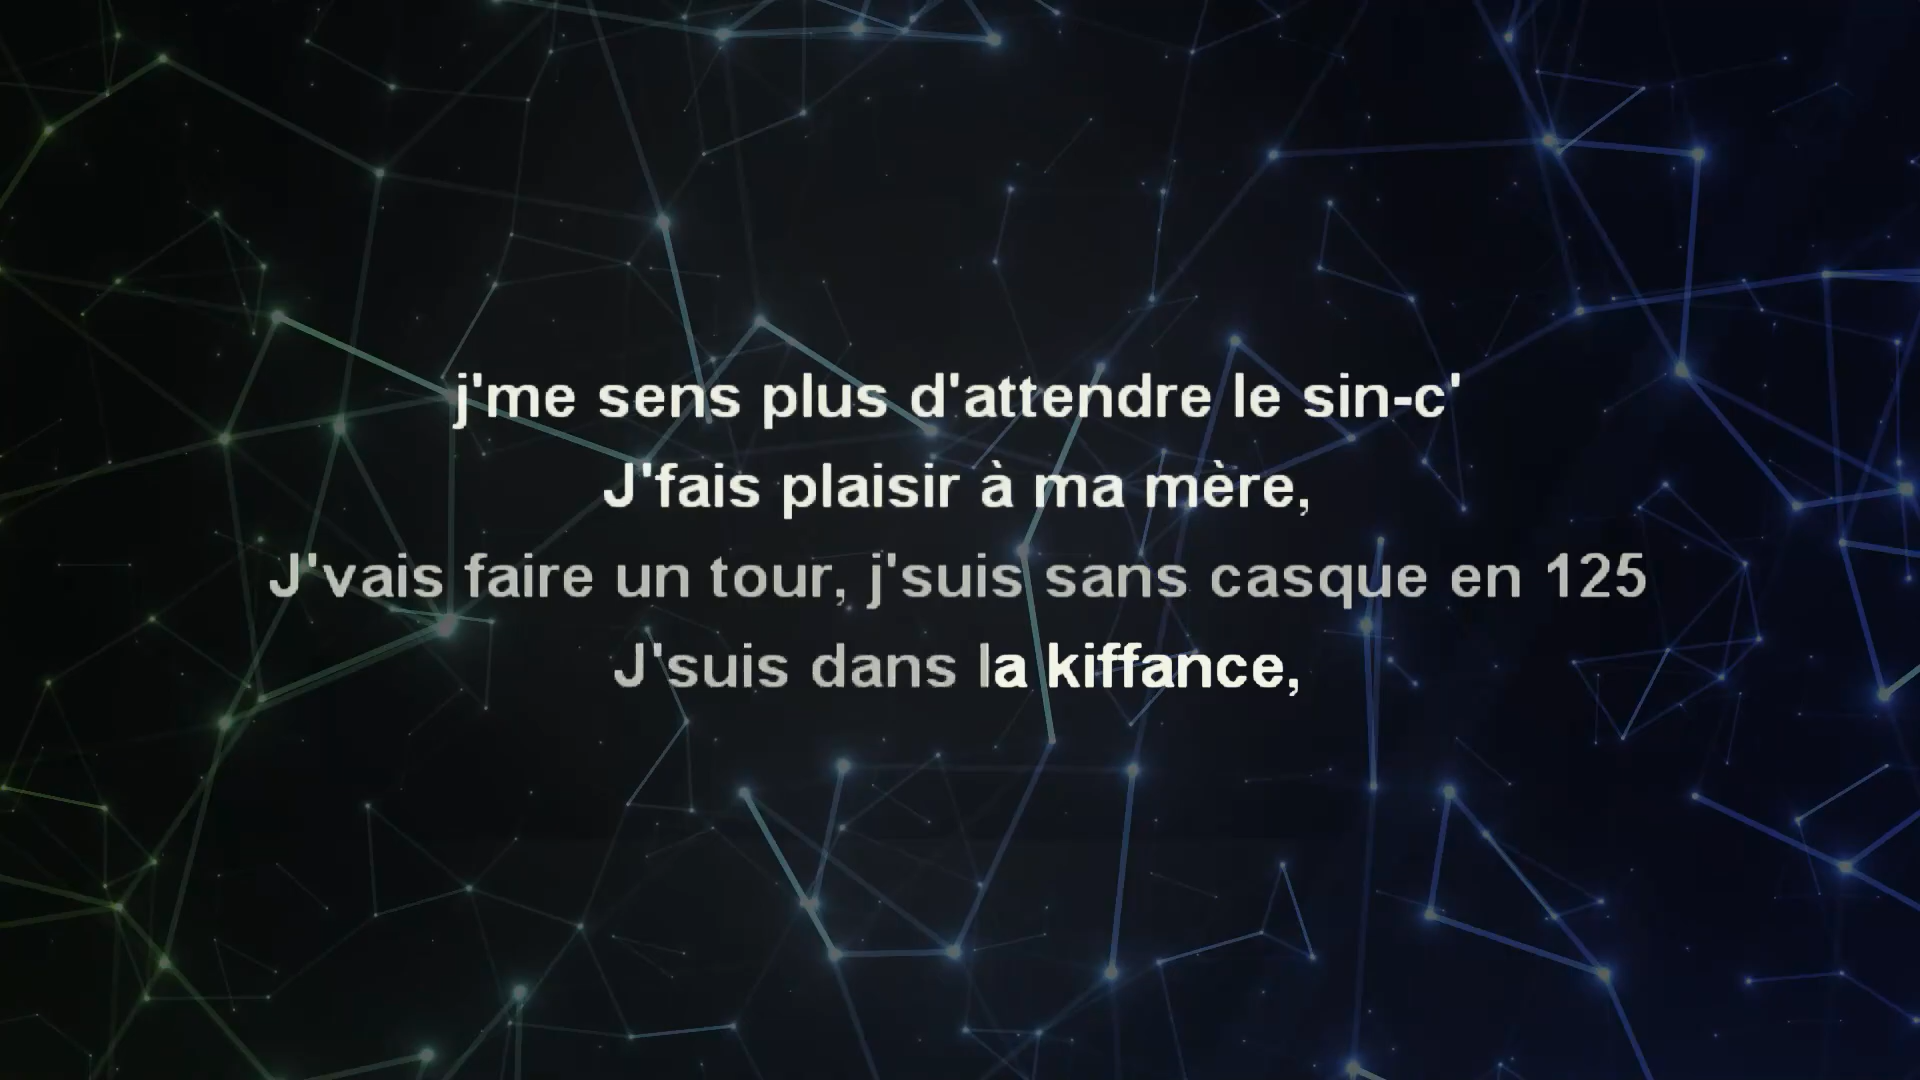 j'me sens plus d'attendre le sin-c'
J'fais plaisir à ma mère,
J'vais faire un tour, j'suis sans casque en 125
J'suis dans la kiffance,